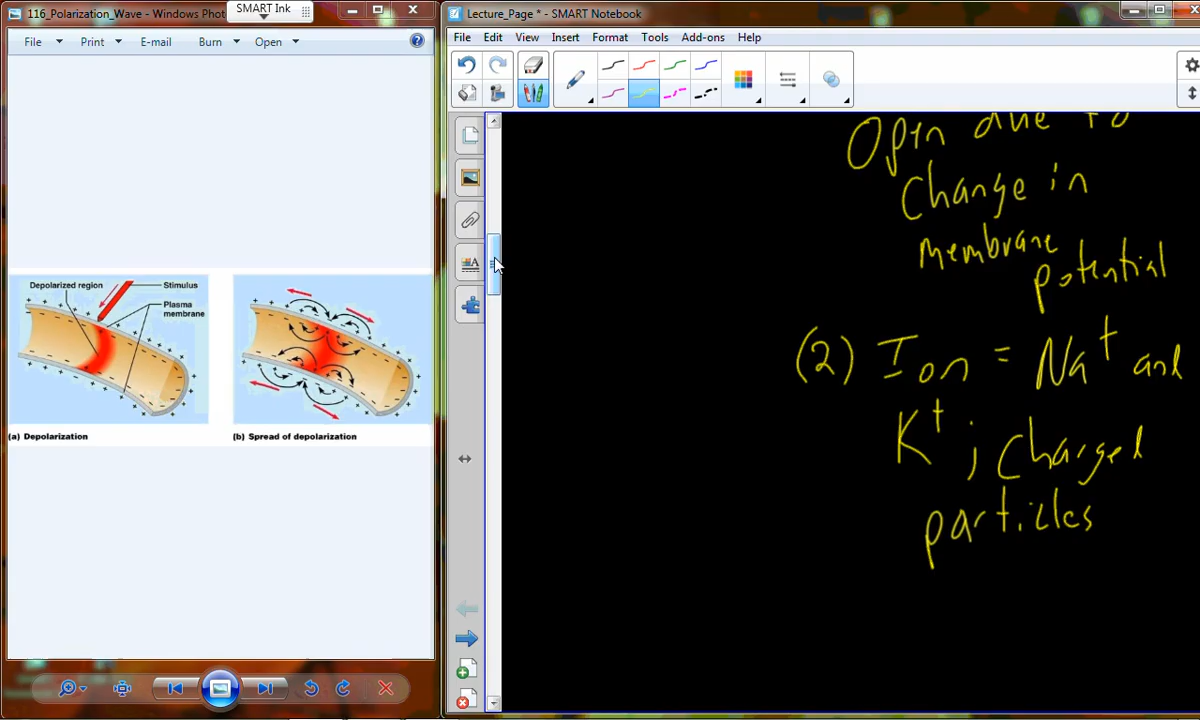 116_Polarization_Wave - Windows Phot
SMART Ink
File Print E-mail Burn Open
Depolarized region
Stimulus
Plasma
membrane
(a) Depolarization
(b) Spread of depolarization
Lecture_Page * - SMART Notebook
File Edit View Insert Format Tools Add-ons Help
Open due to
Change in
membrane
potential
(2) Ion = Na+ and
K+ ; Charged
particles